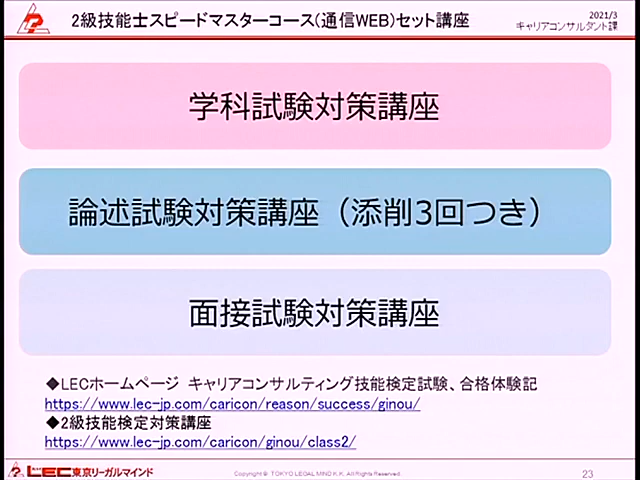 2級技能士スピードマスターコース(通信WEB)セット講座
2021/3
キャリアコンサルタント課
学科試験対策講座
論述試験対策講座（添削3回つき）
面接試験対策講座
◆LECホームページ キャリアコンサルティング技能検定試験、合格体験記
https://www.lec-jp.com/caricon/reason/success/ginou/
◆2級技能検定対策講座
https://www.lec-jp.com/caricon/ginou/class2/
LEC東京リーガルマインド
Copyright© TOKYO LEGAL MIND K.K. All Rights Reserved.
23